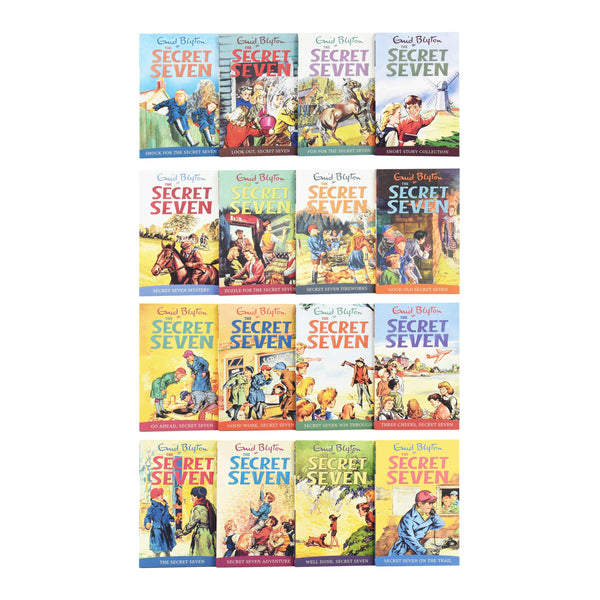 Enid Blyton
THE
SECRET
SEVEN
SHOCK FOR THE SECRET SEVEN
Enid Blyton
THE
SECRET
SEVEN
LOOK OUT, SECRET SEVEN
Enid Blyton
THE
SECRET
SEVEN
FUN FOR THE SECRET SEVEN
Enid Blyton
THE
SECRET
SEVEN
SHORT STORY COLLECTION
Enid Blyton
THE
SECRET
SEVEN
SECRET SEVEN MYSTERY
Enid Blyton
THE
SECRET
SEVEN
PUZZLE FOR THE SECRET SEVEN
Enid Blyton
THE
SECRET
SEVEN
SECRET SEVEN FIREWORKS
Enid Blyton
THE
SECRET
SEVEN
GOOD OLD SECRET SEVEN
Enid Blyton
THE
SECRET
SEVEN
GO AHEAD, SECRET SEVEN
Enid Blyton
THE
SECRET
SEVEN
GOOD WORK, SECRET SEVEN
Enid Blyton
THE
SECRET
SEVEN
SECRET SEVEN WIN THROUGH
Enid Blyton
THE
SECRET
SEVEN
THREE CHEERS, SECRET SEVEN
Enid Blyton
THE
SECRET
SEVEN
THE SECRET SEVEN
Enid Blyton
THE
SECRET
SEVEN
SECRET SEVEN ADVENTURE
Enid Blyton
THE
SECRET
SEVEN
WELL DONE, SECRET SEVEN
Enid Blyton
THE
SECRET
SEVEN
SECRET SEVEN ON THE TRAIL